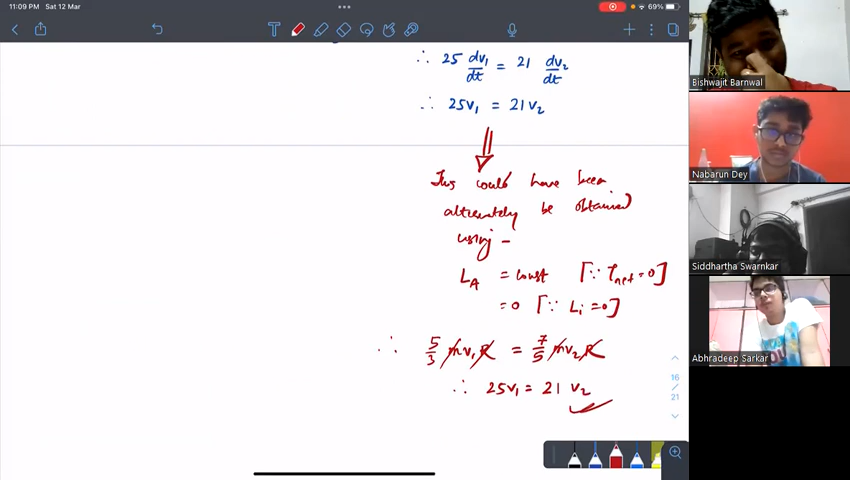 11:09 PM Sat 12 Mar
69%
∴ 25 dv₁/dt = 21 dv₂/dt
∴ 25v₁ = 21v₂
This could have been
alternately be obtained
using -
L_A = const [∵ τ_net = 0]
= 0 [∵ Lᵢ = 0]
∴ 5/3 mv₁R = 7/5 mv₂R
∴ 25v₁ = 21 v₂
16
21
Bishwajit Barnwal
Nabarun Dey
Siddhartha Swarnkar
Abhradeep Sarkar